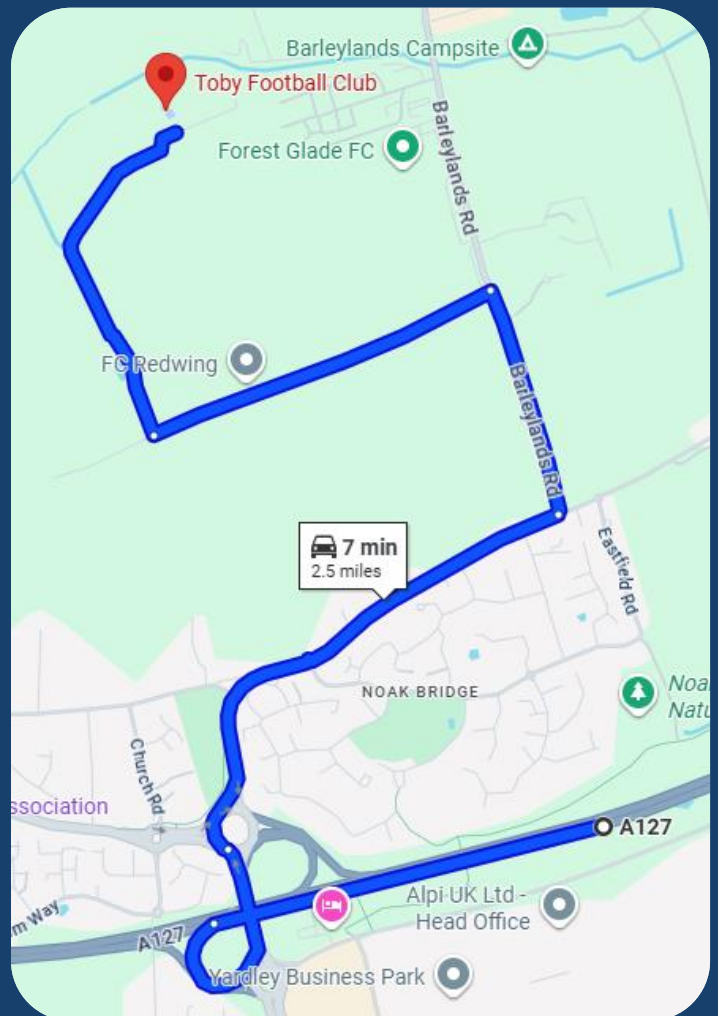 Barleylands Campsite
Toby Football Club
Barleylands Rd
Forest Glade FC
FC Redwing
Barleylands Rd
7 min
2.5 miles
Eastfield Rd
NOAK BRIDGE
Noa
Natu
Church Rd
ssociation
A127
Alpi UK Ltd -
Head Office
m Way
A127
Yardley Business Park